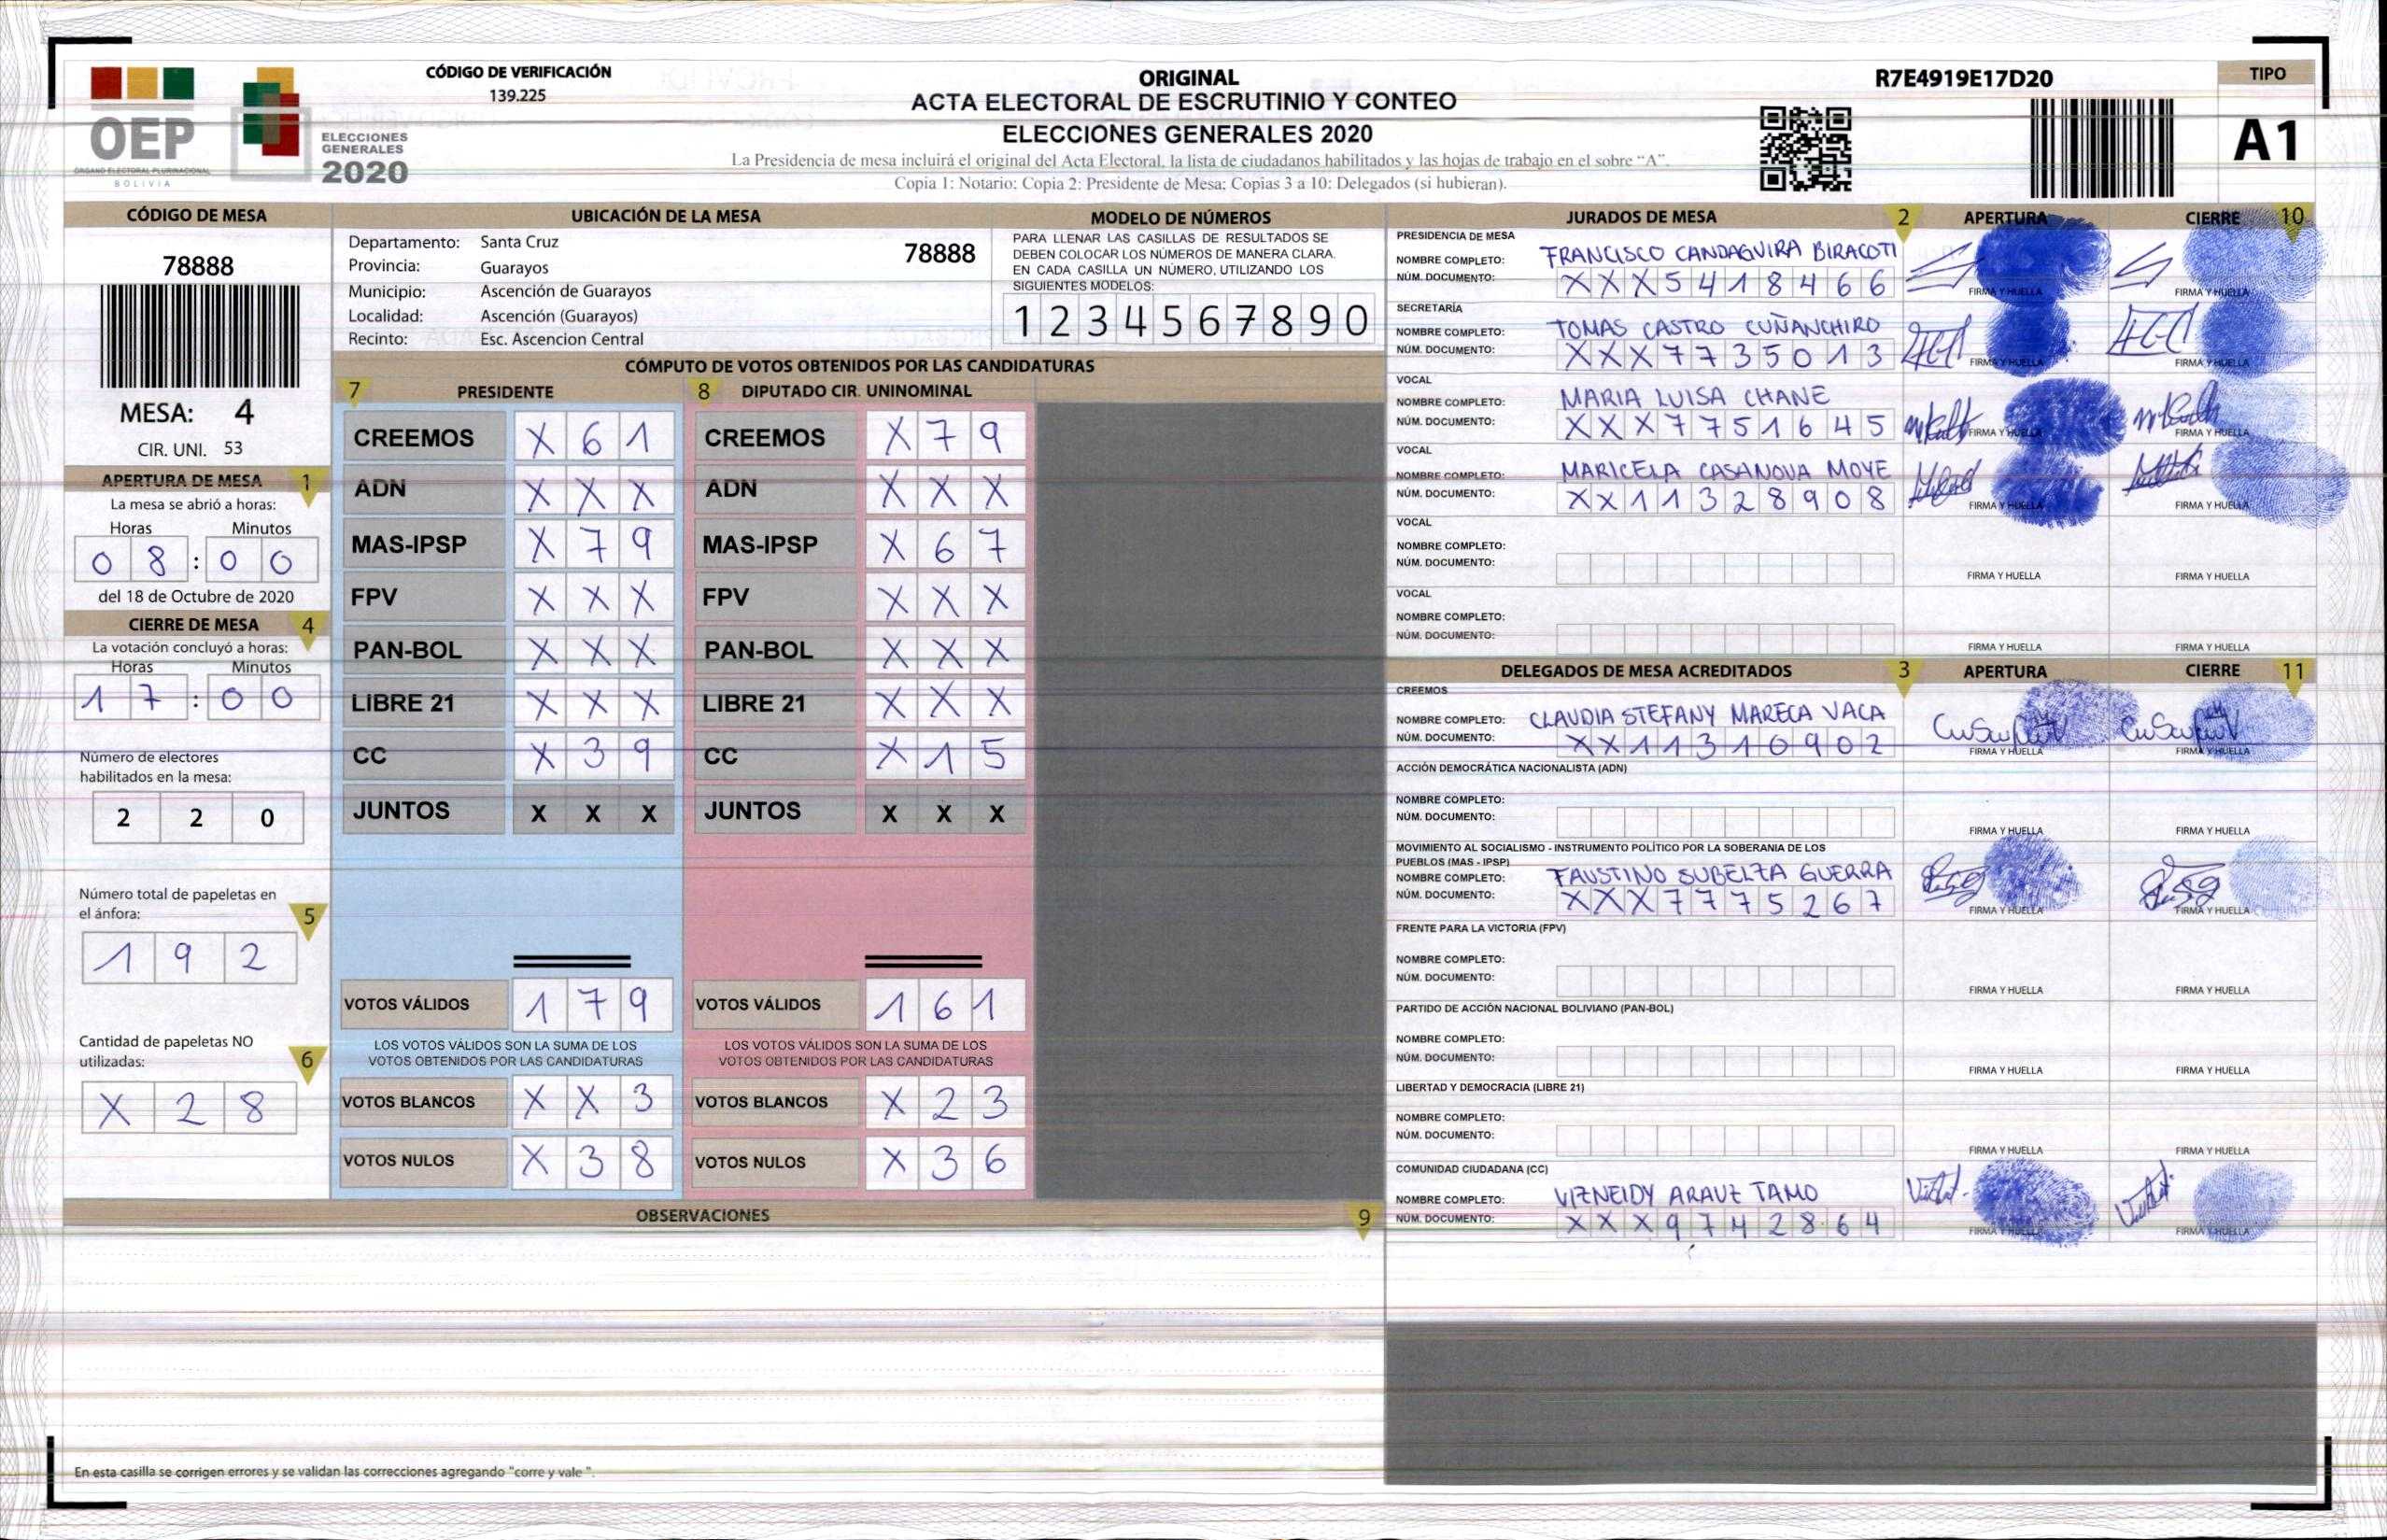 CÓDIGO DE VERIFICACIÓN
139.225
OEP
ÓRGANO ELECTORAL PLURINACIONAL
BOLIVIA
ELECCIONES
GENERALES
2020
ORIGINAL
ACTA ELECTORAL DE ESCRUTINIO Y CONTEO
ELECCIONES GENERALES 2020
La Presidencia de mesa incluirá el original del Acta Electoral, la lista de ciudadanos habilitados y las hojas de trabajo en el sobre "A".
Copia 1: Notario; Copia 2: Presidente de Mesa; Copias 3 a 10: Delegados (si hubieran).
R7E4919E17D20
TIPO
A1
CÓDIGO DE MESA
78888
MESA: 4
CIR. UNI. 53
APERTURA DE MESA 1
La mesa se abrió a horas:
Horas Minutos
0 8 : 0 0
del 18 de Octubre de 2020
CIERRE DE MESA 4
La votación concluyó a horas:
Horas Minutos
1 7 : 0 0
Número de electores
habilitados en la mesa:
2 2 0
Número total de papeletas en
el ánfora: 5
1 9 2
Cantidad de papeletas NO
utilizadas: 6
X 2 8
UBICACIÓN DE LA MESA
Departamento: Santa Cruz 78888
Provincia: Guarayos
Municipio: Ascención de Guarayos
Localidad: Ascención (Guarayos)
Recinto: Esc. Ascencion Central
MODELO DE NÚMEROS
PARA LLENAR LAS CASILLAS DE RESULTADOS SE
DEBEN COLOCAR LOS NÚMEROS DE MANERA CLARA.
EN CADA CASILLA UN NÚMERO, UTILIZANDO LOS
SIGUIENTES MODELOS:
1 2 3 4 5 6 7 8 9 0
CÓMPUTO DE VOTOS OBTENIDOS POR LAS CANDIDATURAS
7 PRESIDENTE 8 DIPUTADO CIR. UNINOMINAL
CREEMOS X 6 1 CREEMOS X 7 9
ADN X X X ADN X X X
MAS-IPSP X 7 9 MAS-IPSP X 6 7
FPV X X X FPV X X X
PAN-BOL X X X PAN-BOL X X X
LIBRE 21 X X X LIBRE 21 X X X
CC X 3 9 CC X 1 5
JUNTOS X X X JUNTOS X X X
VOTOS VÁLIDOS 1 7 9 VOTOS VÁLIDOS 1 6 1
LOS VOTOS VÁLIDOS SON LA SUMA DE LOS LOS VOTOS VÁLIDOS SON LA SUMA DE LOS
VOTOS OBTENIDOS POR LAS CANDIDATURAS VOTOS OBTENIDOS POR LAS CANDIDATURAS
VOTOS BLANCOS X X 3 VOTOS BLANCOS X 2 3
VOTOS NULOS X 3 8 VOTOS NULOS X 3 6
OBSERVACIONES 9
En esta casilla se corrigen errores y se validan las correcciones agregando "corre y vale ".
JURADOS DE MESA 2 APERTURA CIERRE 10
PRESIDENCIA DE MESA
NOMBRE COMPLETO: FRANCISCO CANDAGUIRA BIRACOTI
NÚM. DOCUMENTO: X X X 5 4 1 8 4 6 6 FIRMA Y HUELLA FIRMA Y HUELLA
SECRETARÍA
NOMBRE COMPLETO: TOMAS CASTRO CUÑANCHIRO
NÚM. DOCUMENTO: X X X 7 7 3 5 0 1 3 FIRMA Y HUELLA FIRMA Y HUELLA
VOCAL
NOMBRE COMPLETO: MARIA LUISA CHANE
NÚM. DOCUMENTO: X X X 7 7 5 1 6 4 5 FIRMA Y HUELLA FIRMA Y HUELLA
VOCAL
NOMBRE COMPLETO: MARICELA CASANOVA MOYE
NÚM. DOCUMENTO: X X 1 1 3 2 8 9 0 8 FIRMA Y HUELLA FIRMA Y HUELLA
VOCAL
NOMBRE COMPLETO:
NÚM. DOCUMENTO: FIRMA Y HUELLA FIRMA Y HUELLA
VOCAL
NOMBRE COMPLETO:
NÚM. DOCUMENTO: FIRMA Y HUELLA FIRMA Y HUELLA
DELEGADOS DE MESA ACREDITADOS 3 APERTURA CIERRE 11
CREEMOS
NOMBRE COMPLETO: CLAUDIA STEFANY MARECA VACA
NÚM. DOCUMENTO: X X 1 1 3 1 0 9 0 2 FIRMA Y HUELLA FIRMA Y HUELLA
ACCIÓN DEMOCRÁTICA NACIONALISTA (ADN)
NOMBRE COMPLETO:
NÚM. DOCUMENTO: FIRMA Y HUELLA FIRMA Y HUELLA
MOVIMIENTO AL SOCIALISMO - INSTRUMENTO POLÍTICO POR LA SOBERANIA DE LOS
PUEBLOS (MAS - IPSP)
NOMBRE COMPLETO: FAUSTINO SUBELZA GUERRA
NÚM. DOCUMENTO: X X X 7 7 7 5 2 6 7 FIRMA Y HUELLA FIRMA Y HUELLA
FRENTE PARA LA VICTORIA (FPV)
NOMBRE COMPLETO:
NÚM. DOCUMENTO: FIRMA Y HUELLA FIRMA Y HUELLA
PARTIDO DE ACCIÓN NACIONAL BOLIVIANO (PAN-BOL)
NOMBRE COMPLETO:
NÚM. DOCUMENTO: FIRMA Y HUELLA FIRMA Y HUELLA
LIBERTAD Y DEMOCRACIA (LIBRE 21)
NOMBRE COMPLETO:
NÚM. DOCUMENTO: FIRMA Y HUELLA FIRMA Y HUELLA
COMUNIDAD CIUDADANA (CC)
NOMBRE COMPLETO: VIZNEIDY ARAUZ TAMO
NÚM. DOCUMENTO: X X X 9 7 4 2 8 6 4 FIRMA Y HUELLA FIRMA Y HUELLA